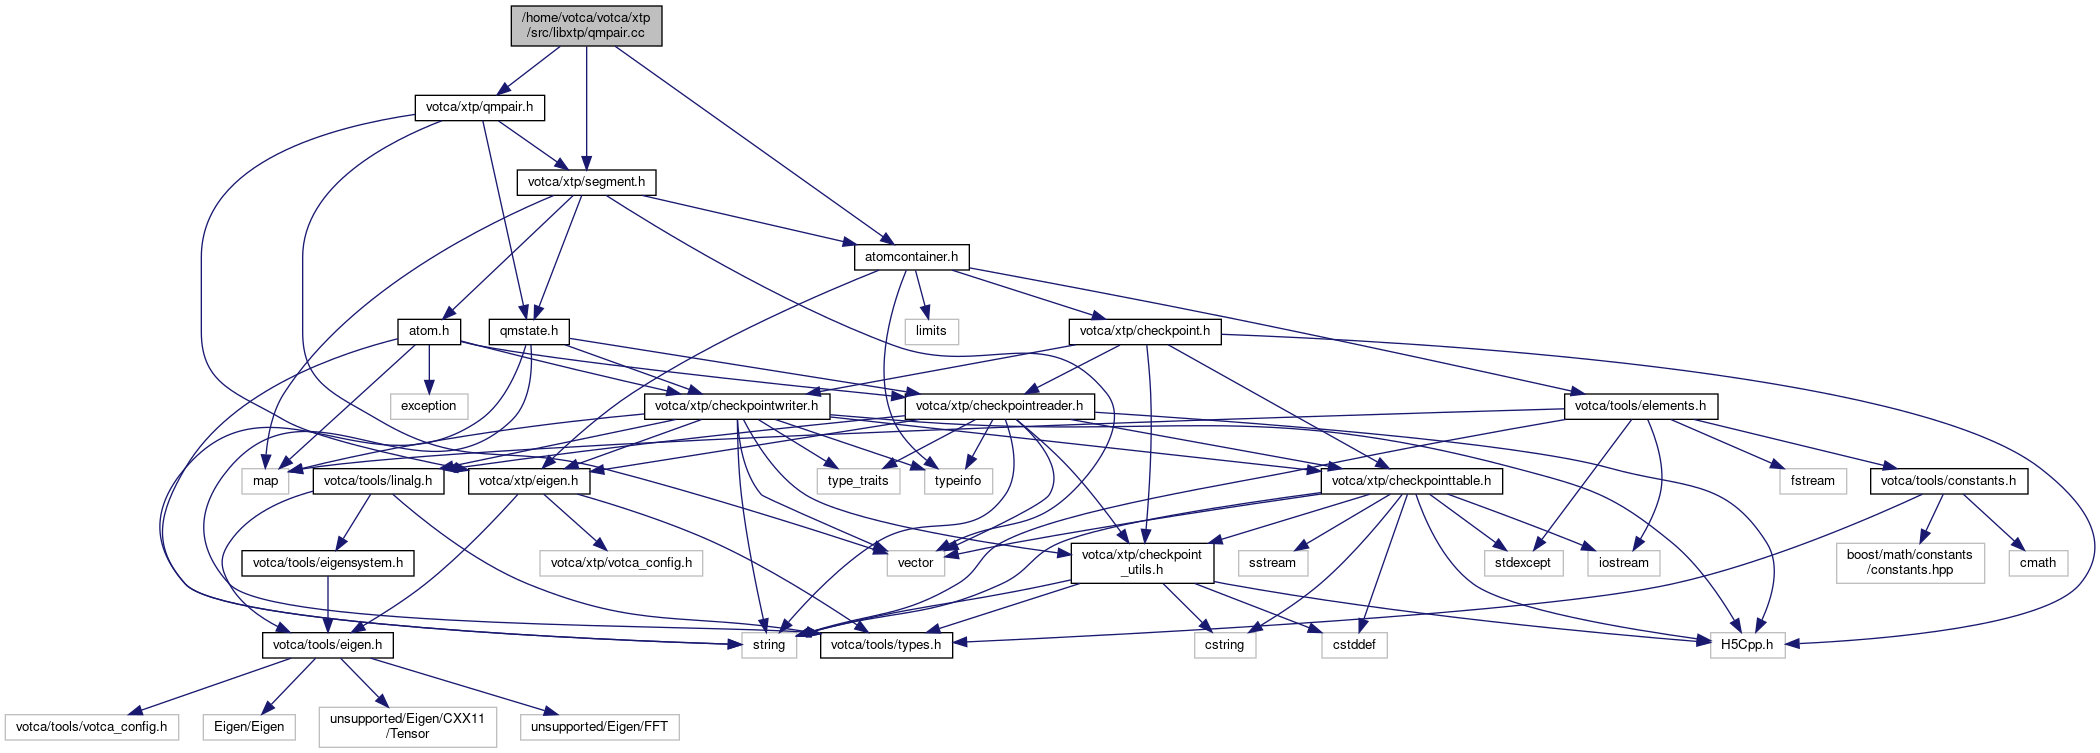 /home/votca/votca/xtp
/src/libxtp/qmpair.cc
votca/xtp/qmpair.h
votca/xtp/segment.h
atomcontainer.h
atom.h
qmstate.h
limits
votca/xtp/checkpoint.h
exception
votca/xtp/checkpointwriter.h
votca/xtp/checkpointreader.h
votca/tools/elements.h
map
votca/tools/linalg.h
votca/xtp/eigen.h
type_traits
typeinfo
votca/xtp/checkpointtable.h
fstream
votca/tools/constants.h
votca/tools/eigensystem.h
votca/xtp/votca_config.h
vector
votca/xtp/checkpoint
_utils.h
sstream
stdexcept
iostream
boost/math/constants
/constants.hpp
cmath
votca/tools/eigen.h
string
votca/tools/types.h
cstring
cstddef
H5Cpp.h
votca/tools/votca_config.h
Eigen/Eigen
unsupported/Eigen/CXX11
/Tensor
unsupported/Eigen/FFT